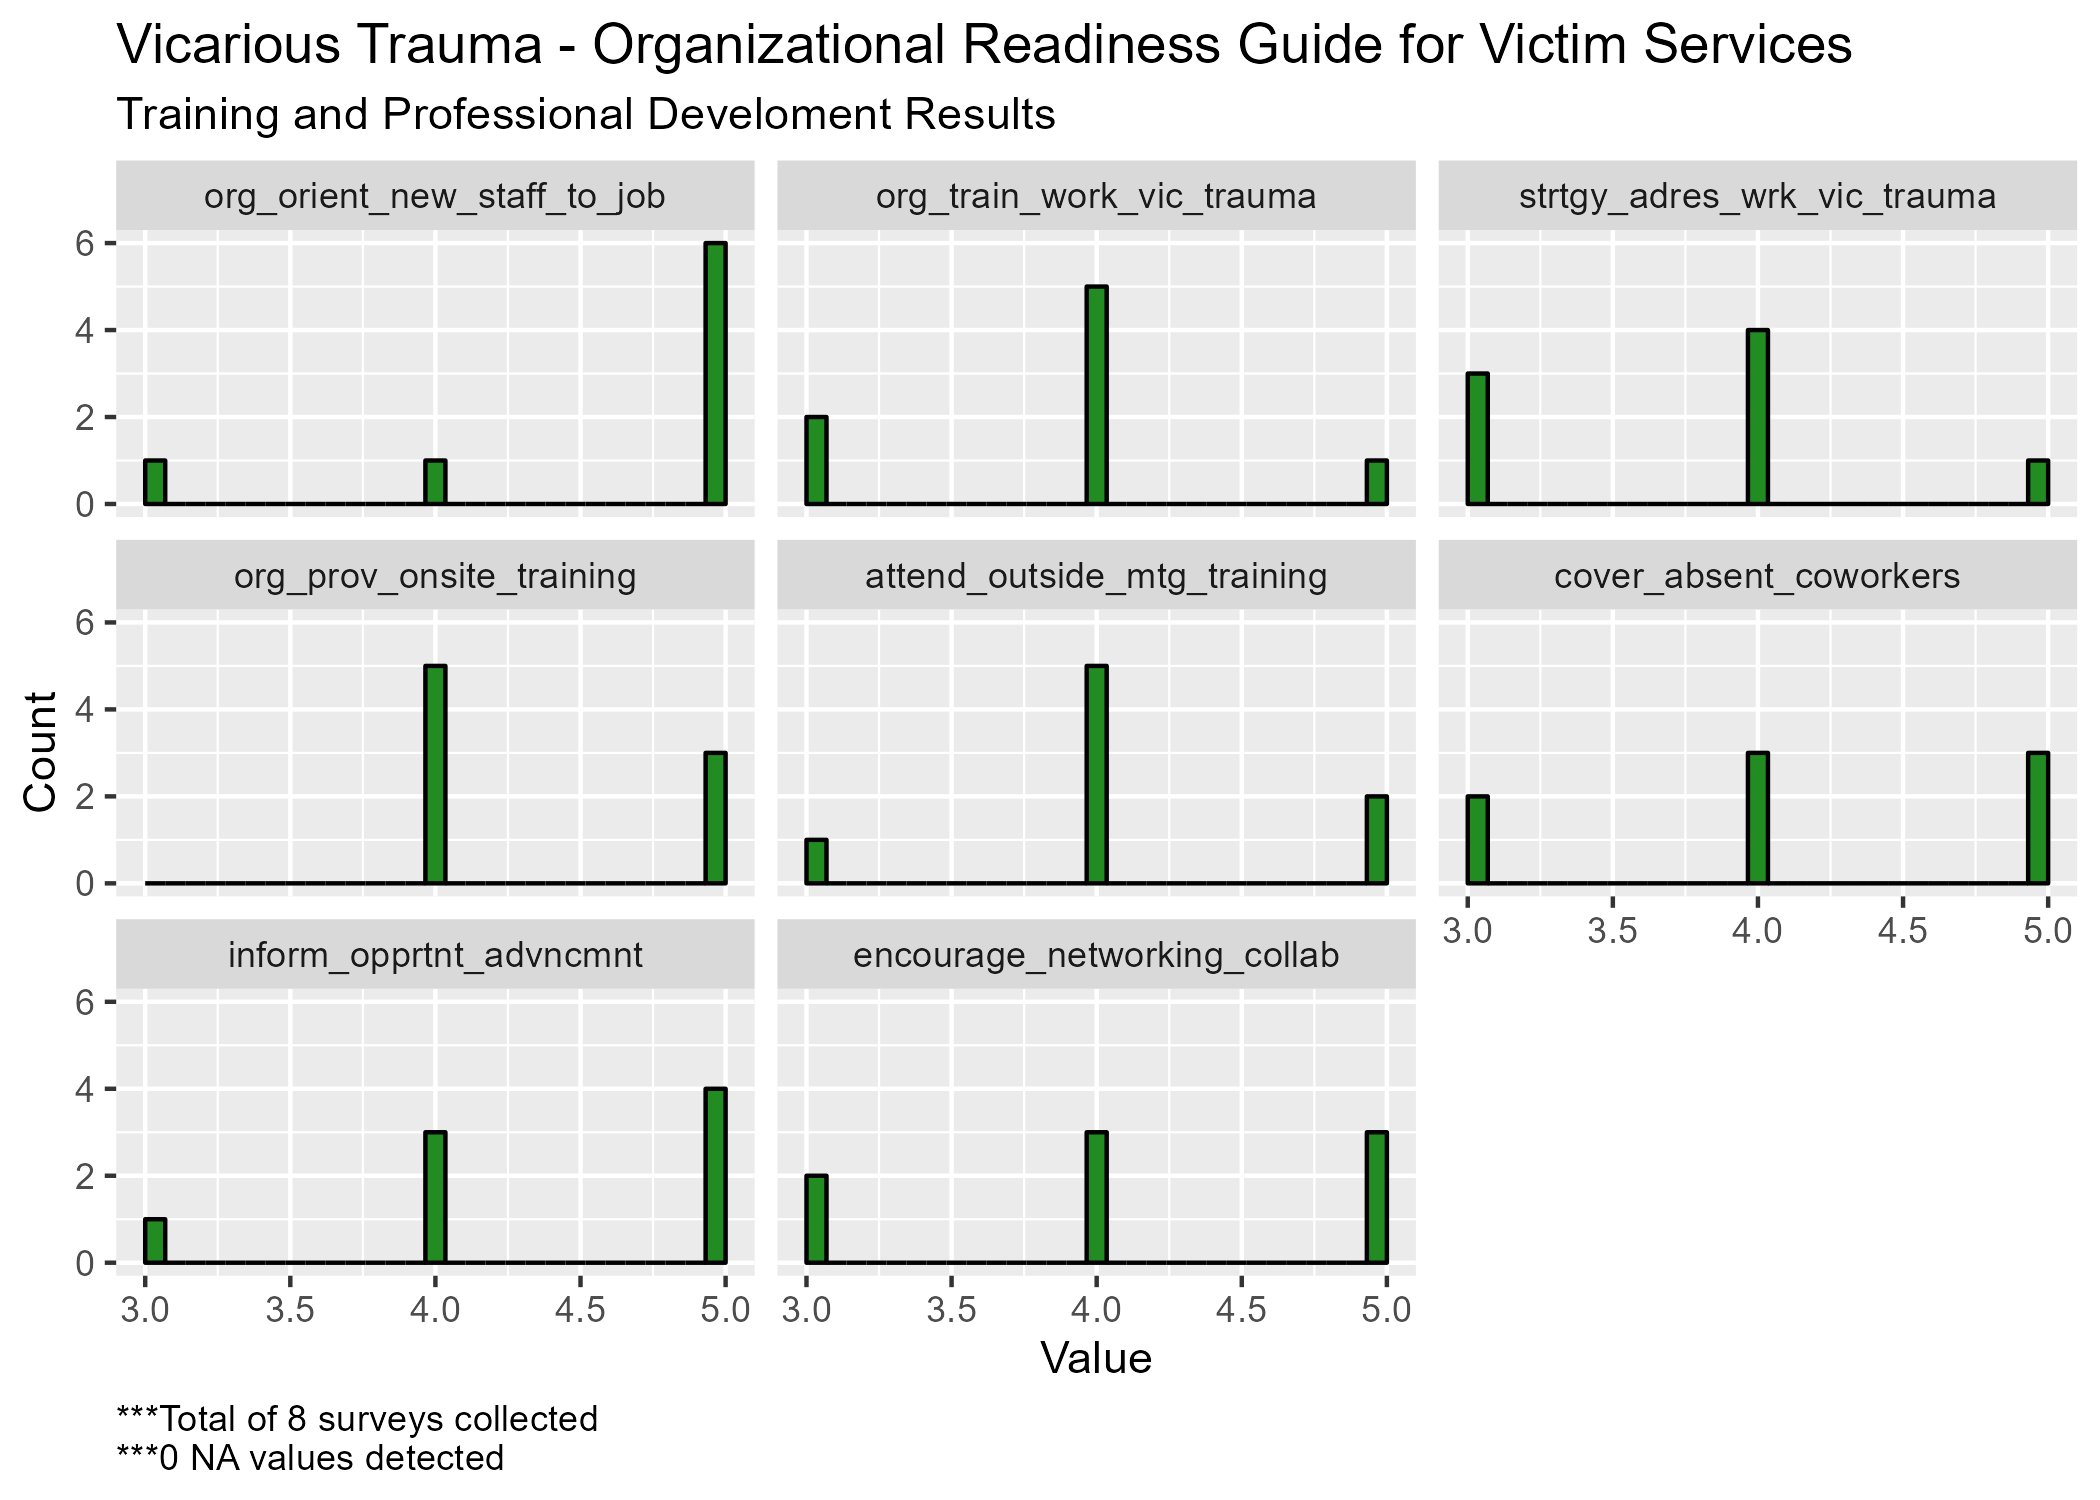 Vicarious Trauma - Organizational Readiness Guide for Victim Services
Training and Professional Develoment Results
org_orient_new_staff_to_job
org_train_work_vic_trauma
strtgy_adres_wrk_vic_trauma
6
4
2
0
org_prov_onsite_training
attend_outside_mtg_training
cover_absent_coworkers
6
4
2
0
3.0 3.5 4.0 4.5 5.0
Count
inform_opprtnt_advncmnt
encourage_networking_collab
6
4
2
0
3.0 3.5 4.0 4.5 5.0
3.0 3.5 4.0 4.5 5.0
Value
***Total of 8 surveys collected
***0 NA values detected